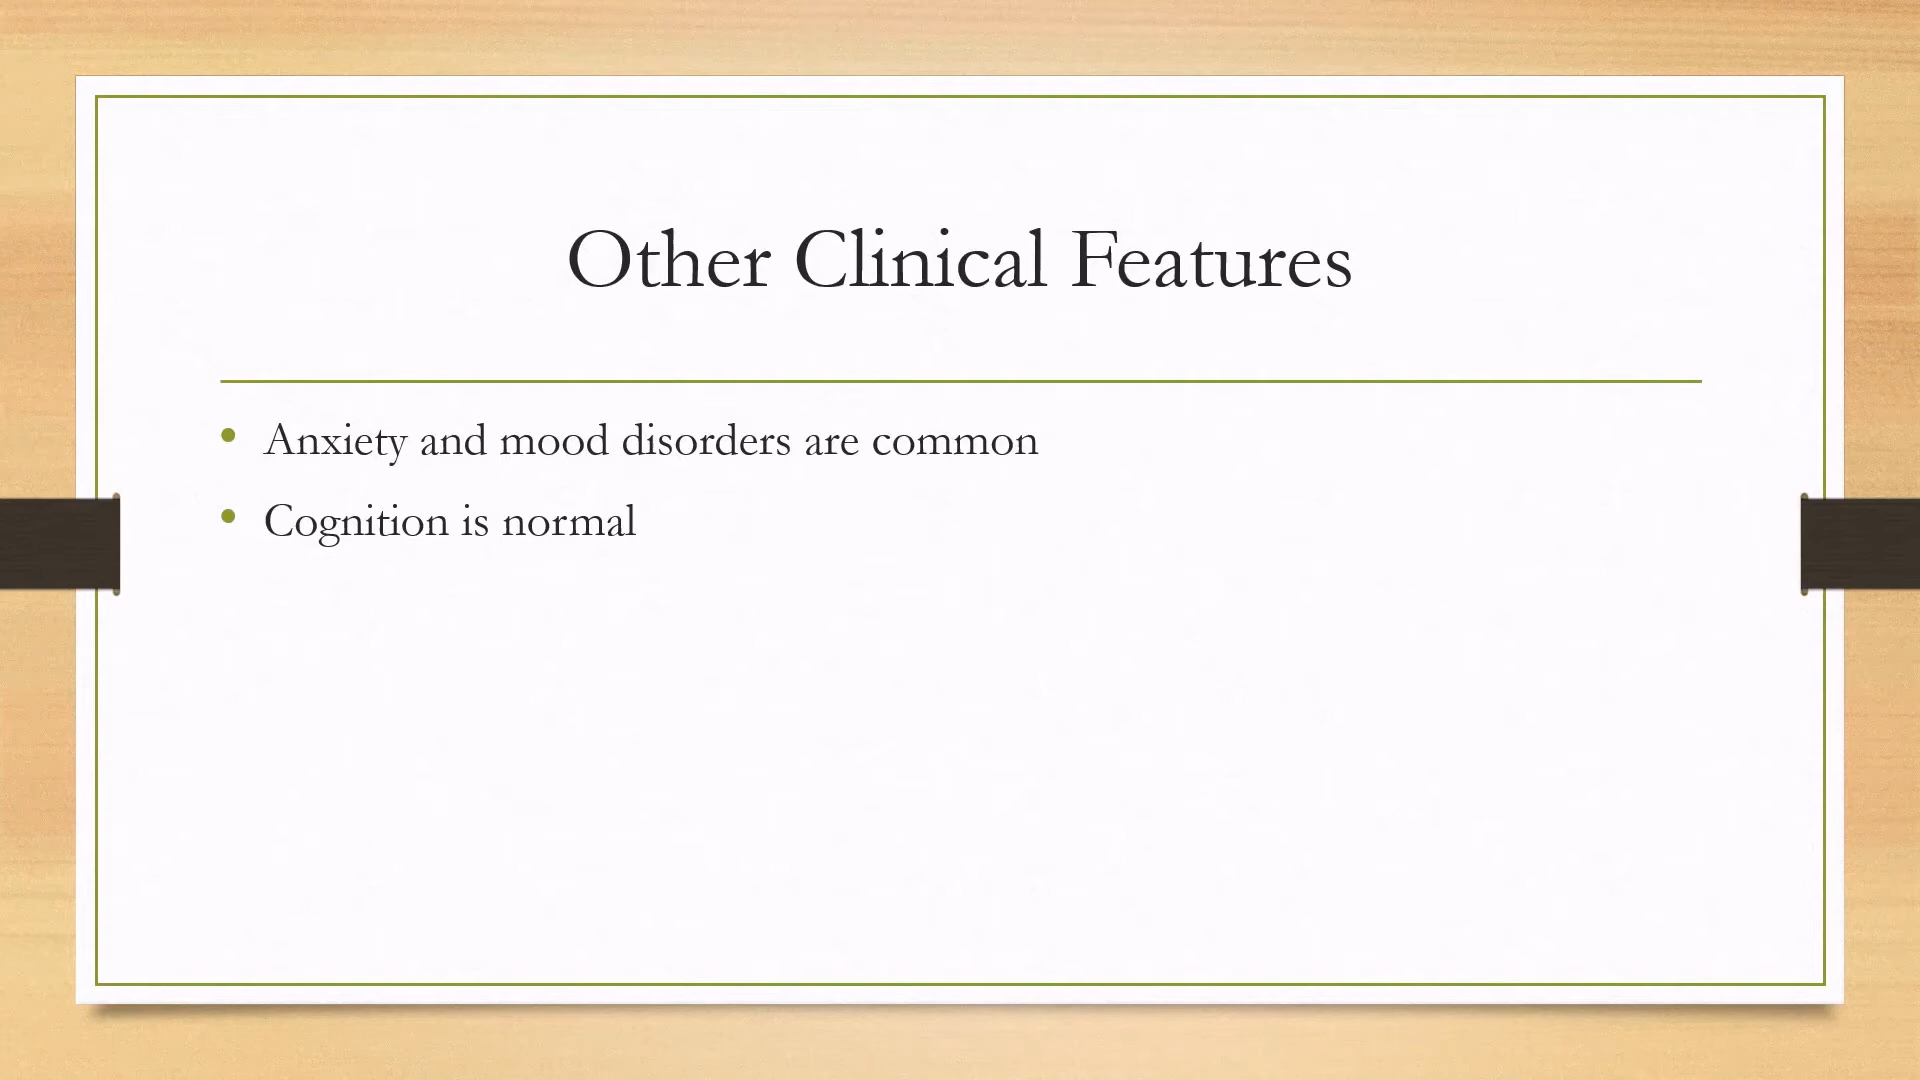 Other Clinical Features
• Anxiety and mood disorders are common
• Cognition is normal